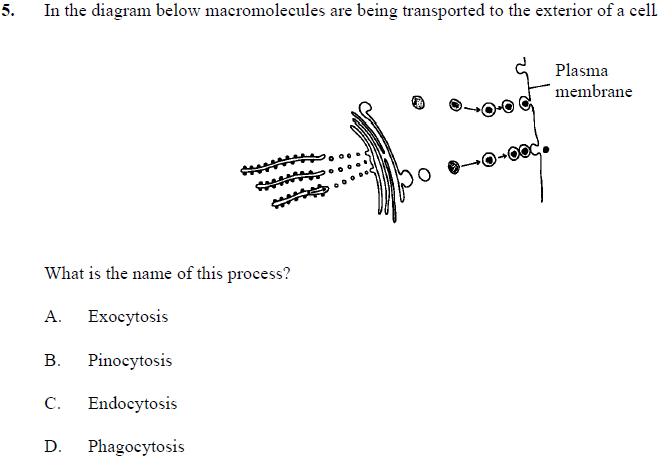 5. In the diagram below macromolecules are being transported to the exterior of a cell.
Plasma
membrane
What is the name of this process?
A. Exocytosis
B. Pinocytosis
C. Endocytosis
D. Phagocytosis